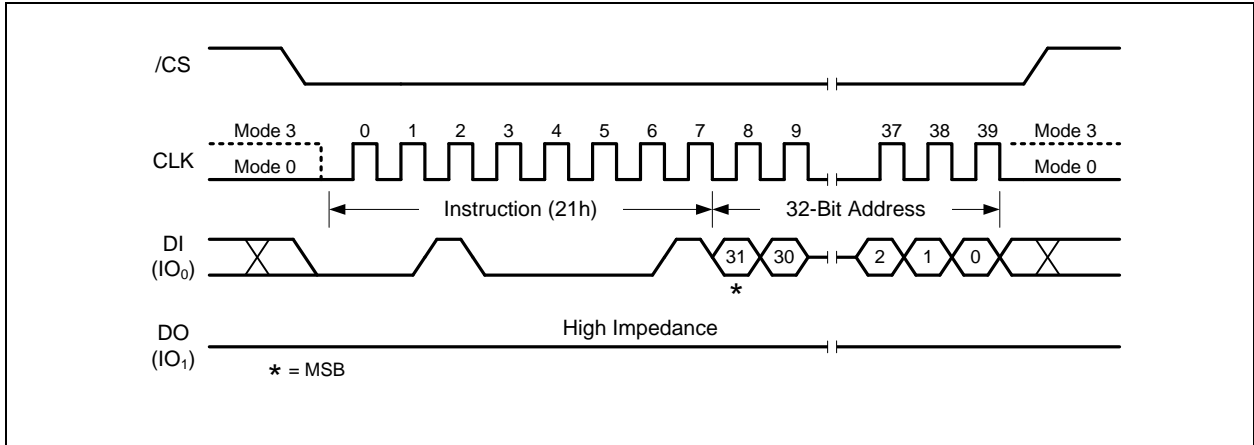 /CS
Mode 3 0 1 2 3 4 5 6 7 8 9 37 38 39 Mode 3
CLK
Mode 0 Mode 0
Instruction (21h) 32-Bit Address
DI
(IO₀)
31 30 2 1 0
*
High Impedance
DO
(IO₁)
* = MSB